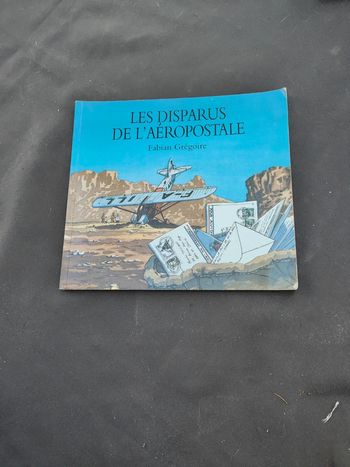 LES DISPARUS
DE L'AÉROPOSTALE
Fabian Grégoire